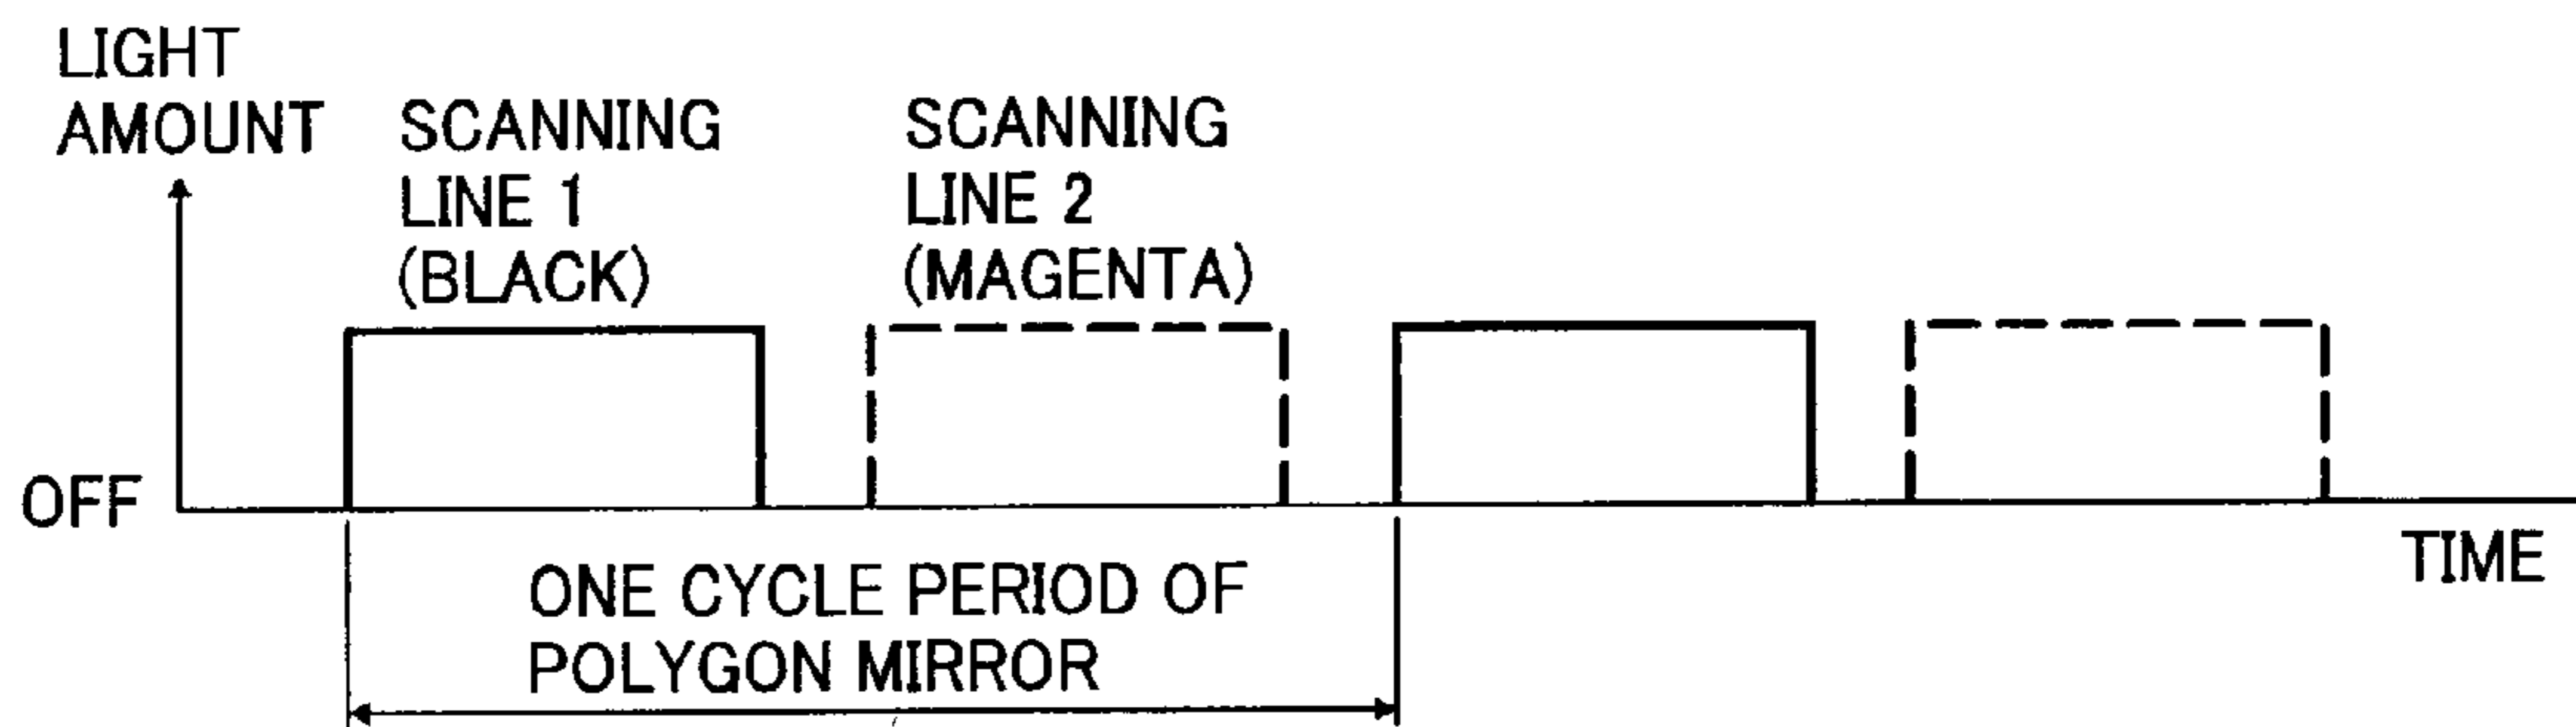 LIGHT
AMOUNT
SCANNING
LINE 1
(BLACK)
SCANNING
LINE 2
(MAGENTA)
OFF
TIME
ONE CYCLE PERIOD OF
POLYGON MIRROR